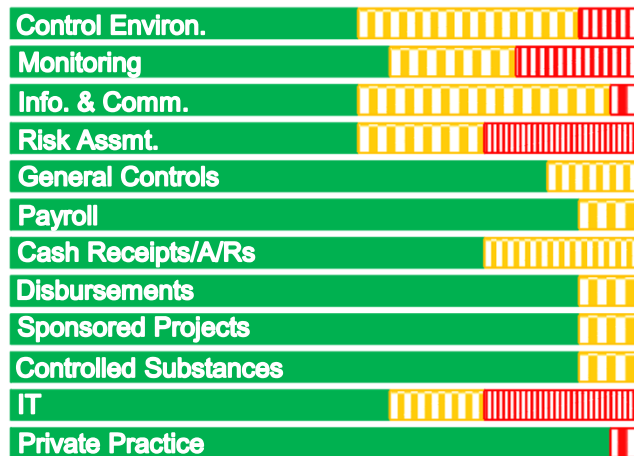 Control Environ.
Monitoring
Info. & Comm.
Risk Assmt.
General Controls
Payroll
Cash Receipts/A/Rs
Disbursements
Sponsored Projects
Controlled Substances
IT
Private Practice